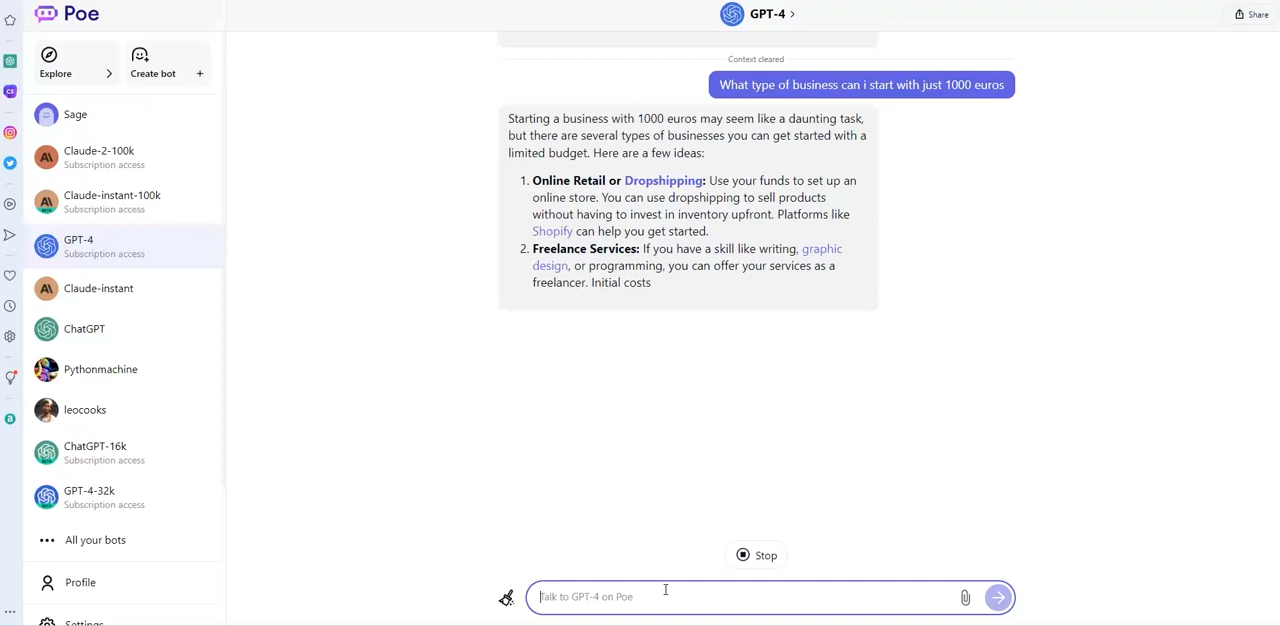 Poe
GPT-4
Share
Explore
Create bot +
Context cleared
What type of business can i start with just 1000 euros
Sage
Claude-2-100k
Subscription access
Claude-instant-100k
Subscription access
GPT-4
Subscription access
Claude-instant
ChatGPT
Pythonmachine
leocooks
ChatGPT-16k
Subscription access
GPT-4-32k
Subscription access
All your bots
Profile
Settings
Starting a business with 1000 euros may seem like a daunting task,
but there are several types of businesses you can get started with a
limited budget. Here are a few ideas:
1. Online Retail or Dropshipping: Use your funds to set up an
online store. You can use dropshipping to sell products
without having to invest in inventory upfront. Platforms like
Shopify can help you get started.
2. Freelance Services: If you have a skill like writing, graphic
design, or programming, you can offer your services as a
freelancer. Initial costs
Stop
Talk to GPT-4 on Poe